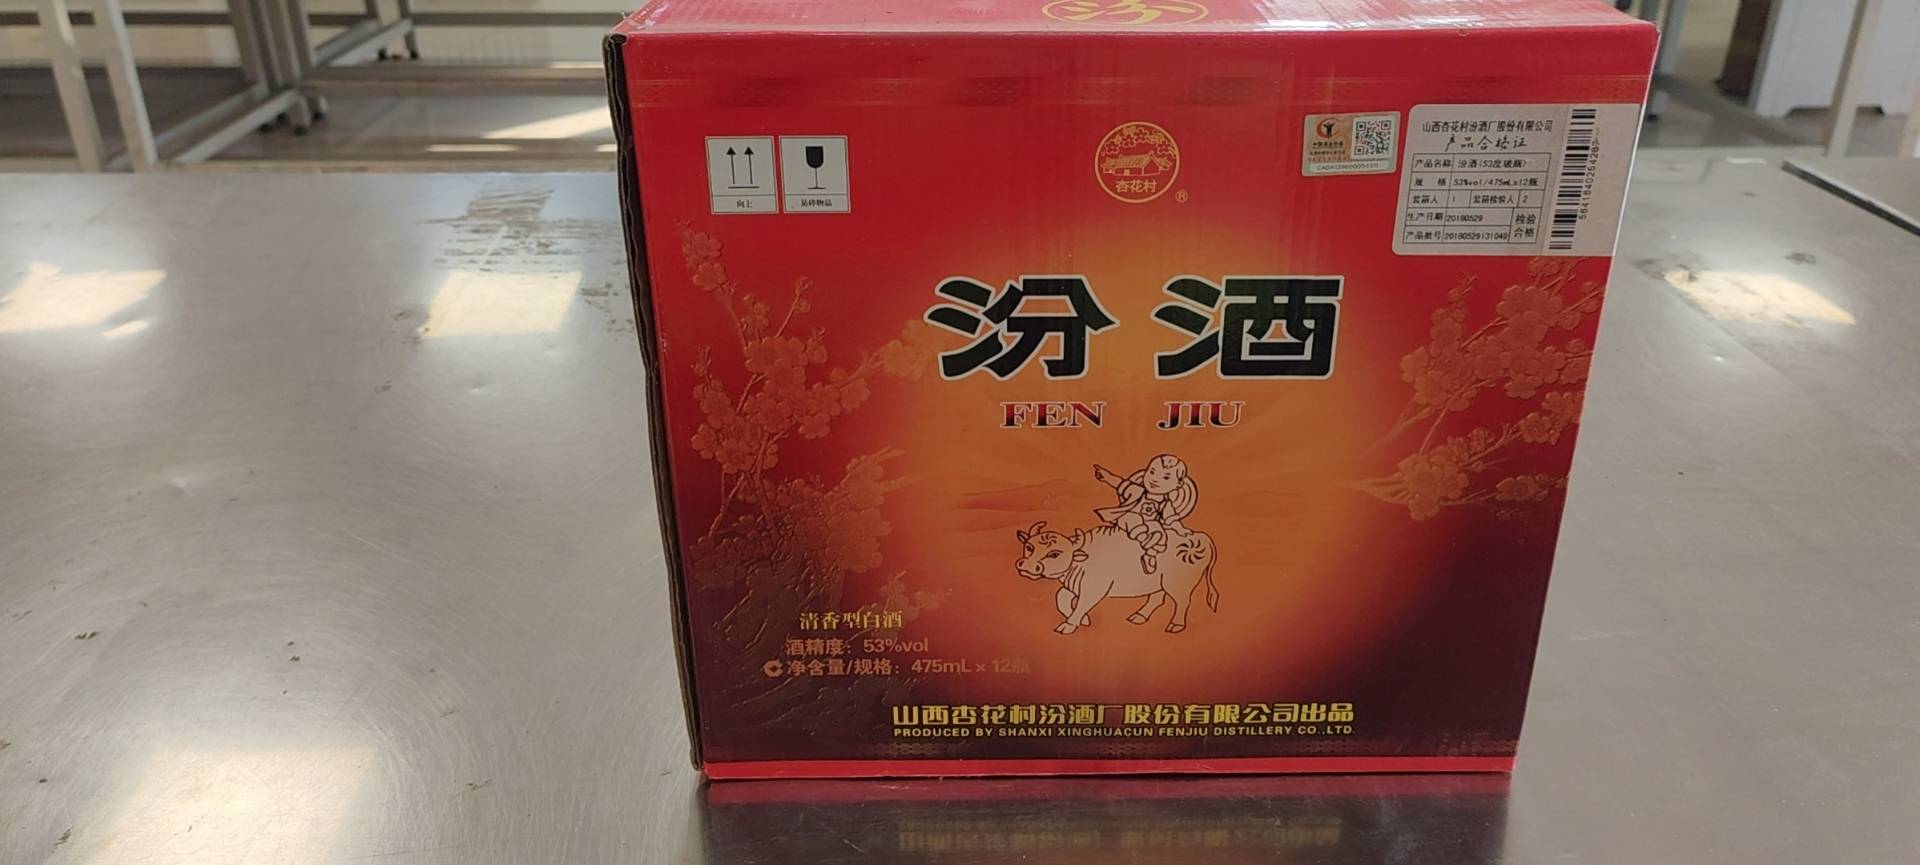 汾
向上
易碎物品
杏花村
®
山西杏花村汾酒厂股份有限公司
产品合格证
产品名称 汾酒(53度玻瓶)
规 格 53%vol/475mL×12瓶
装箱人 1 装箱检验人 2
生产日期 20180529 检验
产品批号 20180529131049 合格
汾酒
FEN JIU
清香型白酒
酒精度：53%vol
净含量/规格：475mL×12瓶
山西杏花村汾酒厂股份有限公司出品
PRODUCED BY SHANXI XINGHUACUN FENJIU DISTILLERY CO.,LTD.